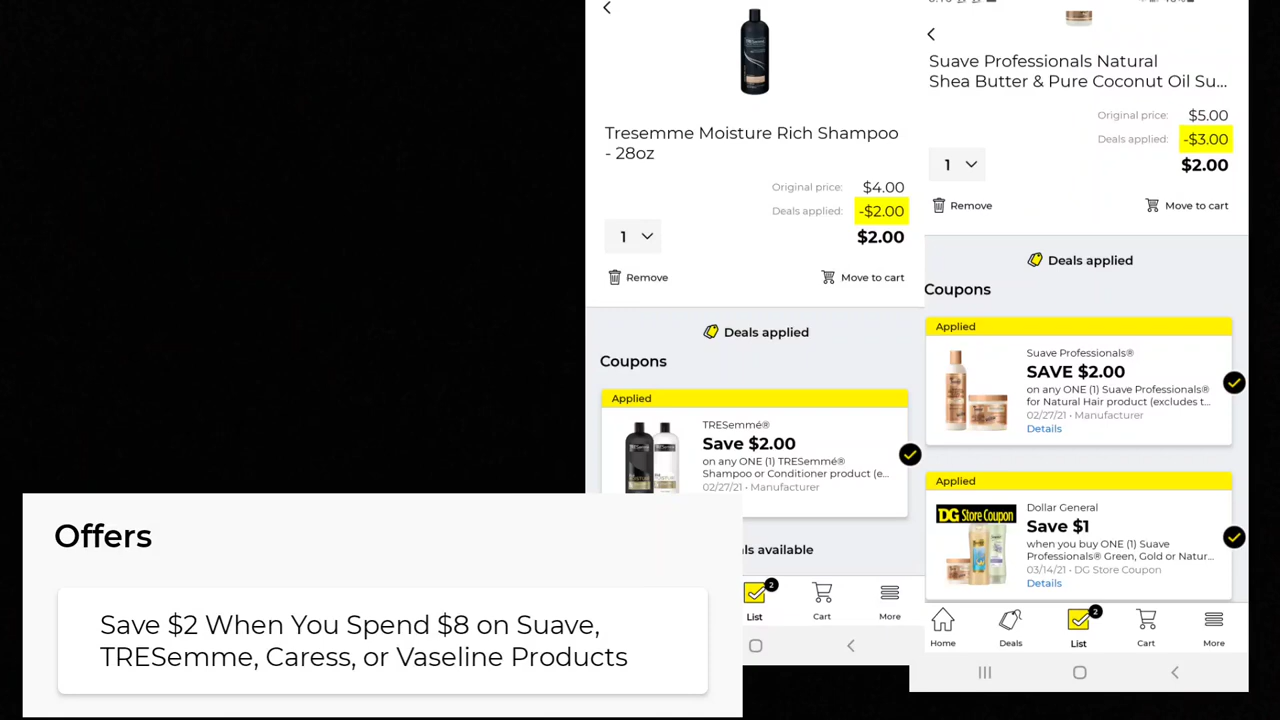 Tresemme Moisture Rich Shampoo
- 28oz
Original price: $4.00
Deals applied: -$2.00
1 $2.00
Remove Move to cart
Deals applied
Coupons
Applied
TRESemmé®
Save $2.00
on any ONE (1) TRESemmé®
Shampoo or Conditioner product (e...
02/27/21 • Manufacturer
available
List Cart More
2
Suave Professionals Natural
Shea Butter & Pure Coconut Oil Su...
Original price: $5.00
Deals applied: -$3.00
1 $2.00
Remove Move to cart
Deals applied
Coupons
Applied
Suave Professionals®
SAVE $2.00
on any ONE (1) Suave Professionals®
for Natural Hair product (excludes t...
02/27/21 • Manufacturer
Details
Applied
DG Store Coupon
Dollar General
Save $1
when you buy ONE (1) Suave
Professionals® Green, Gold or Natur...
03/14/21 • DG Store Coupon
Details
2
Home Deals List Cart More
Offers
Save $2 When You Spend $8 on Suave,
TRESemme, Caress, or Vaseline Products